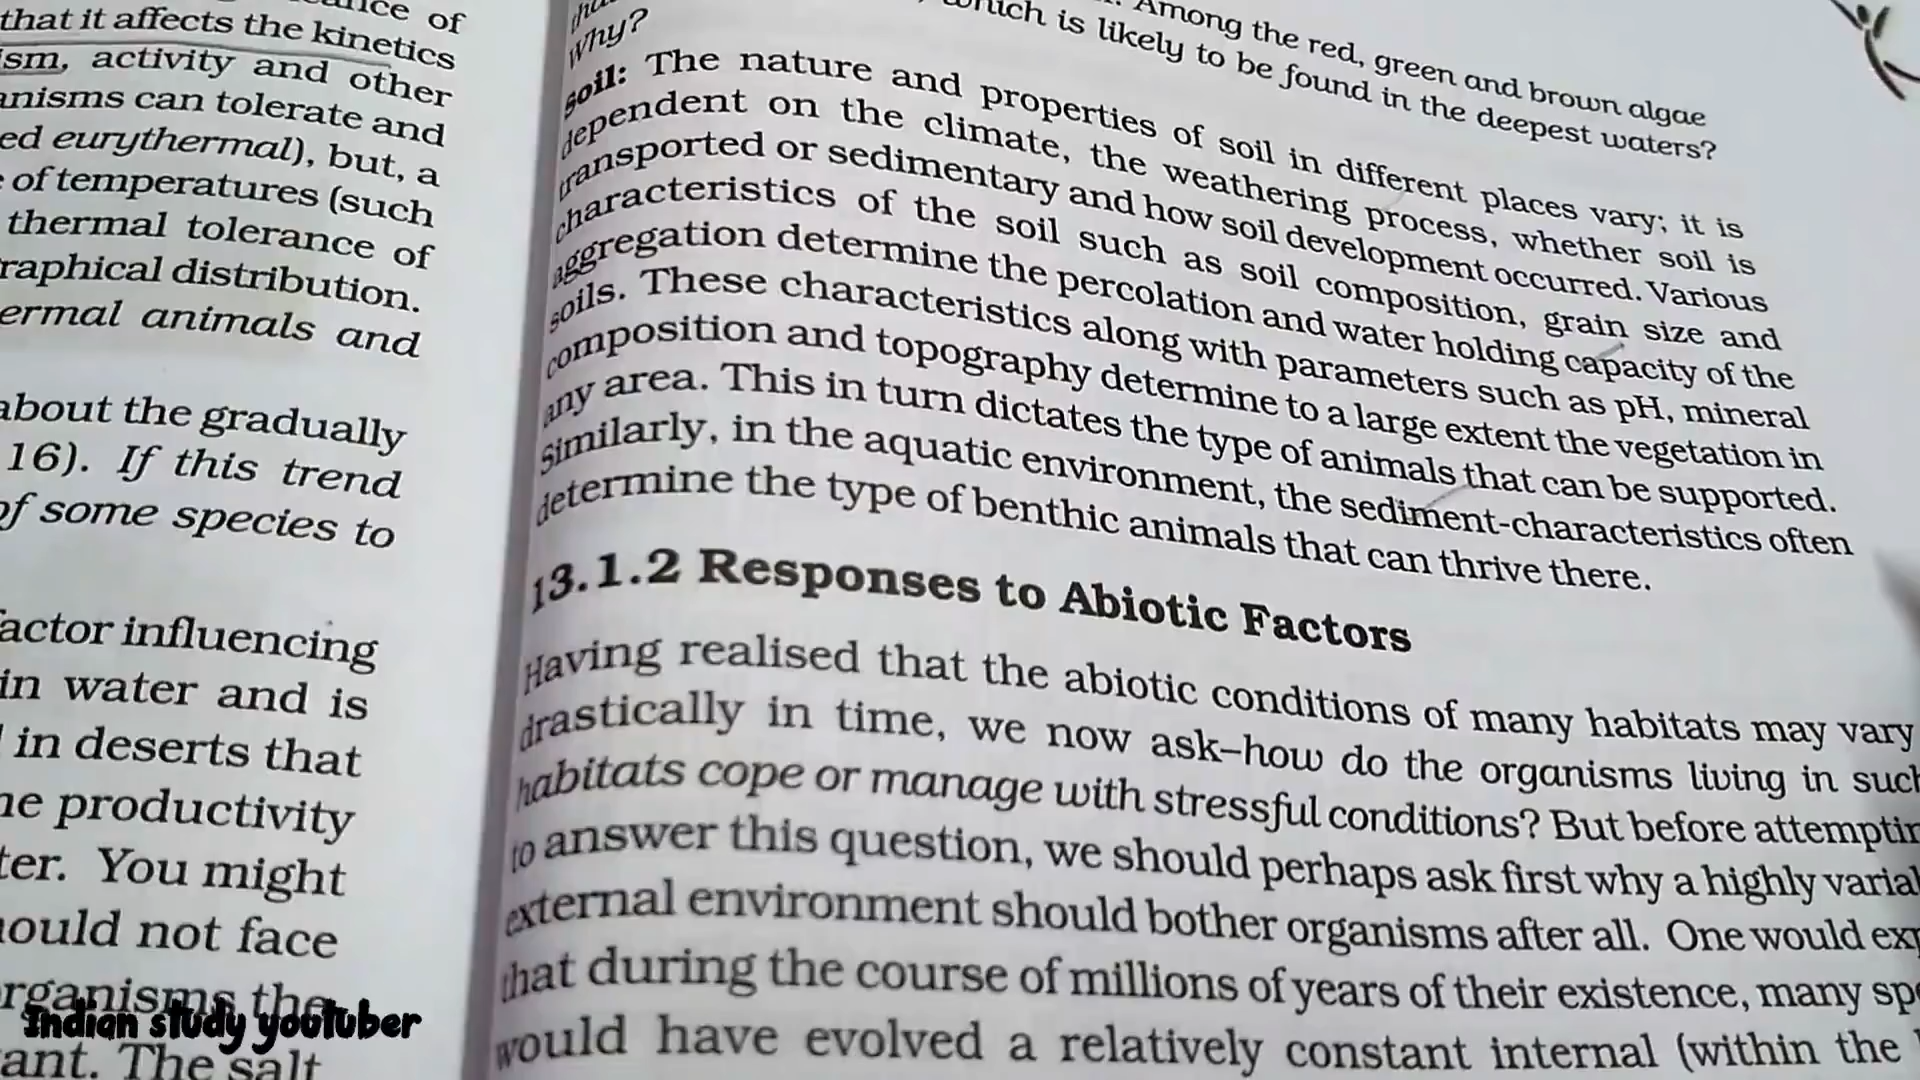 ance of
that it affects the kinetics
ism, activity and other
anisms can tolerate and
ed eurythermal), but, a
of temperatures (such
thermal tolerance of
raphical distribution.
ermal animals and
about the gradually
16). If this trend
of some species to
actor influencing
in water and is
in deserts that
ne productivity
ter. You might
hould not face
rganisms the
ant. The salt
Among the red, green and brown algae
which is likely to be found in the deepest waters?
Why?
Soil: The nature and properties of soil in different places vary; it is
dependent on the climate, the weathering process, whether soil is
transported or sedimentary and how soil development occurred. Various
characteristics of the soil such as soil composition, grain size and
aggregation determine the percolation and water holding capacity of the
soils. These characteristics along with parameters such as pH, mineral
composition and topography determine to a large extent the vegetation in
any area. This in turn dictates the type of animals that can be supported.
Similarly, in the aquatic environment, the sediment-characteristics often
determine the type of benthic animals that can thrive there.
13.1.2 Responses to Abiotic Factors
Having realised that the abiotic conditions of many habitats may vary
drastically in time, we now ask–how do the organisms living in such
habitats cope or manage with stressful conditions? But before attemptin
to answer this question, we should perhaps ask first why a highly varial
external environment should bother organisms after all. One would exp
that during the course of millions of years of their existence, many spe
would have evolved a relatively constant internal (within the
Indian study youtuber